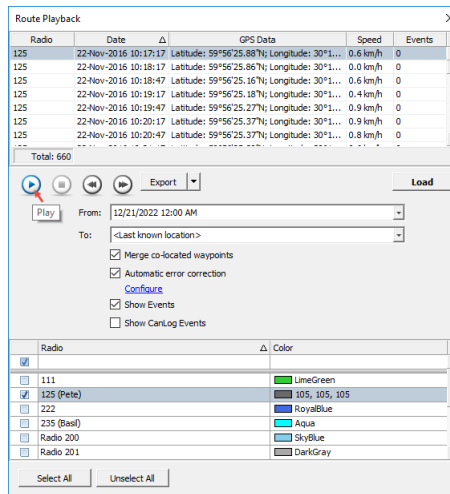 Route Playback
Radio Date GPS Data Speed Events
125 22-Nov-2016 10:17:17 Latitude: 59°56'25.88"N; Longitude: 30°1... 0.6 km/h 0
125 22-Nov-2016 10:18:17 Latitude: 59°56'25.86"N; Longitude: 30°1... 0.0 km/h 0
125 22-Nov-2016 10:18:47 Latitude: 59°56'25.16"N; Longitude: 30°1... 0.6 km/h 0
125 22-Nov-2016 10:19:17 Latitude: 59°56'25.18"N; Longitude: 30°1... 0.4 km/h 0
125 22-Nov-2016 10:19:47 Latitude: 59°56'25.27"N; Longitude: 30°1... 0.9 km/h 0
125 22-Nov-2016 10:20:17 Latitude: 59°56'25.37"N; Longitude: 30°1... 0.9 km/h 0
125 22-Nov-2016 10:20:47 Latitude: 59°56'25.37"N; Longitude: 30°1... 0.8 km/h 0
Total: 660
Export Load
Play
From: 12/21/2022 12:00 AM
To: <Last known location>
Merge co-located waypoints
Automatic error correction
Configure
Show Events
Show CanLog Events
Radio Color
111 LimeGreen
125 (Pete) 105, 105, 105
222 RoyalBlue
235 (Basil) Aqua
Radio 200 SkyBlue
Radio 201 DarkGray
Select All Unselect All